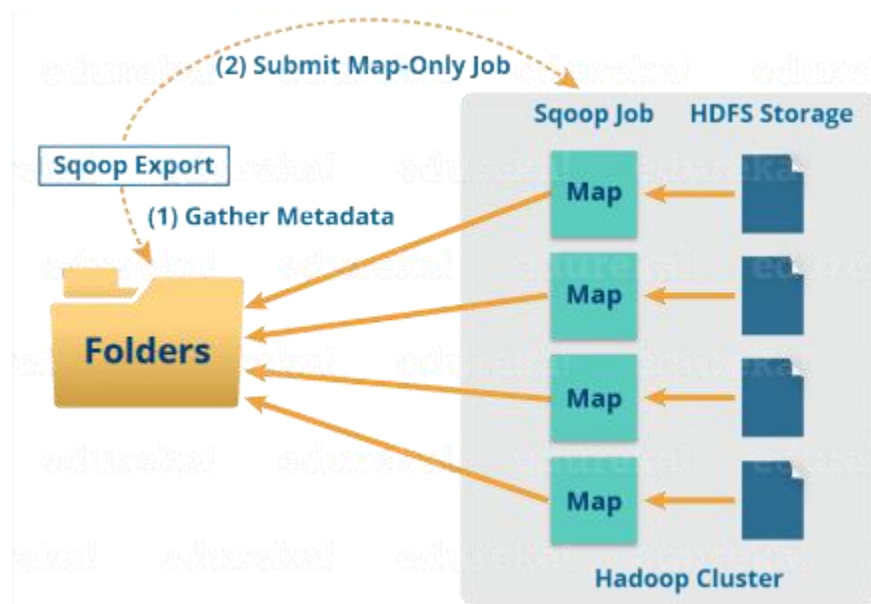 (2) Submit Map-Only Job
Sqoop Job
HDFS Storage
Sqoop Export
(1) Gather Metadata
Folders
Map
Map
Map
Map
Hadoop Cluster
edureka!